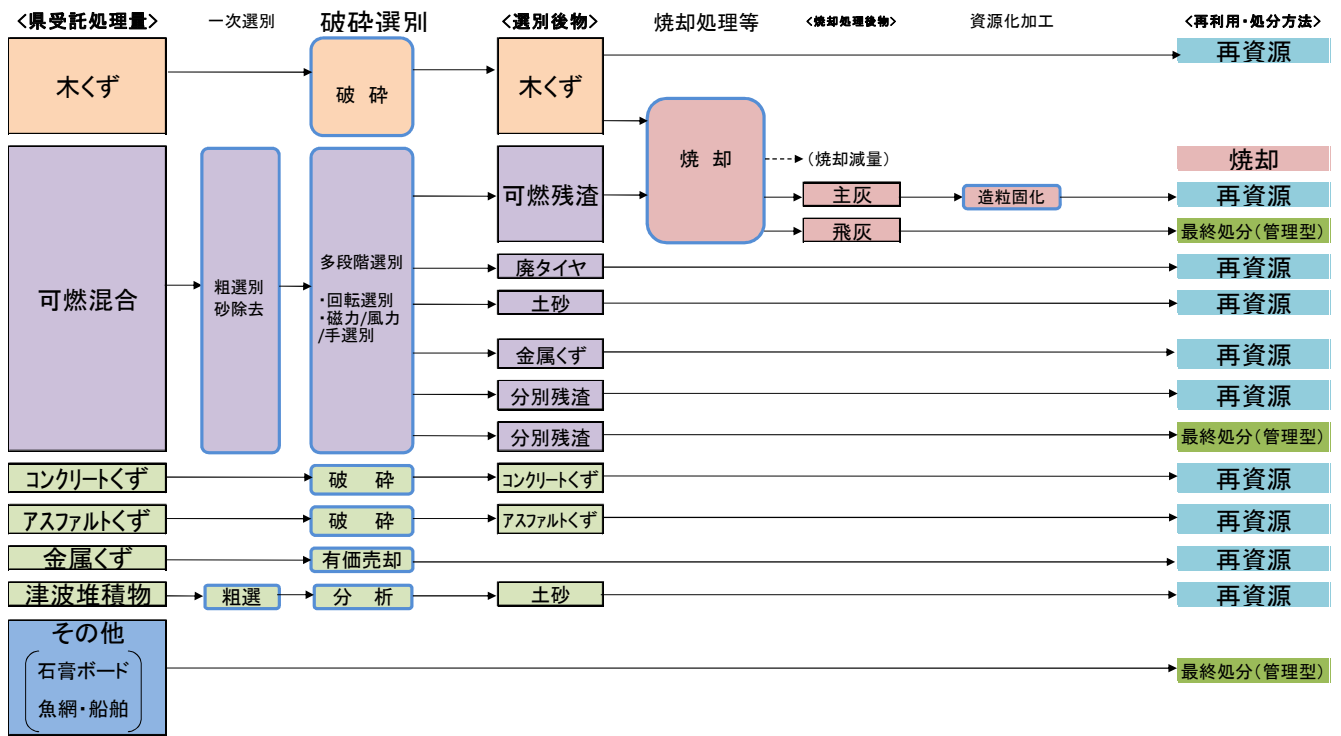 <県受託処理量> 一次選別 破砕選別 <選別後物> 焼却処理等 <焼却処理後物> 資源化加工 <再利用・処分方法>
木くず 破 砕 木くず 再資源
焼 却 ----→(焼却減量) 焼却
可燃混合 粗選別
砂除去
多段階選別
・回転選別
・磁力/風力
/手選別
可燃残渣 主灰 造粒固化 再資源
飛灰 最終処分(管理型)
廃タイヤ 再資源
土砂 再資源
金属くず 再資源
分別残渣 再資源
分別残渣 最終処分(管理型)
コンクリートくず 破 砕 コンクリートくず 再資源
アスファルトくず 破 砕 アスファルトくず 再資源
金属くず 有価売却 再資源
津波堆積物 粗選 分 析 土砂 再資源
その他
石膏ボード
魚網・船舶
最終処分(管理型)